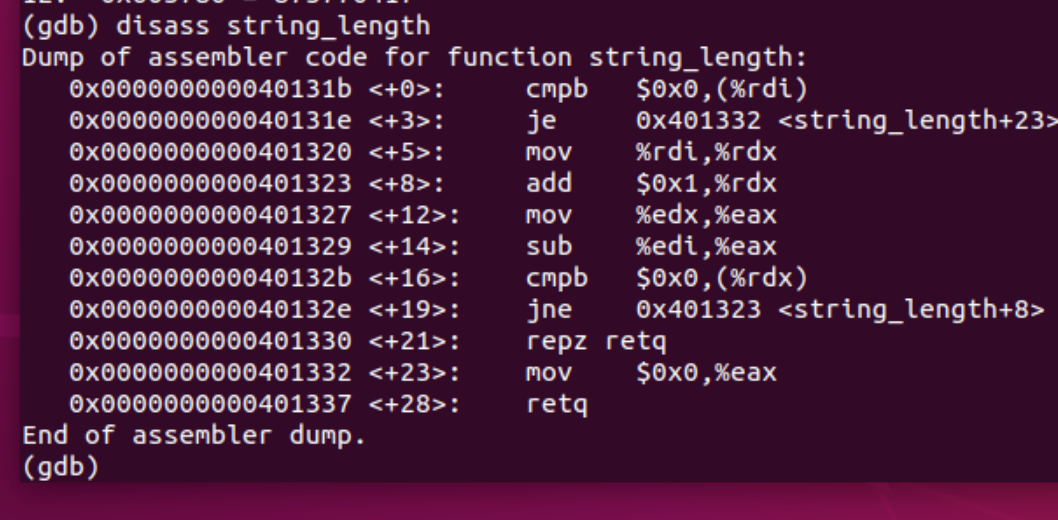 (gdb) disass string_length
Dump of assembler code for function string_length:
0x000000000040131b <+0>: cmpb $0x0,(%rdi)
0x000000000040131e <+3>: je 0x401332 <string_length+23>
0x0000000000401320 <+5>: mov %rdi,%rdx
0x0000000000401323 <+8>: add $0x1,%rdx
0x0000000000401327 <+12>: mov %edx,%eax
0x0000000000401329 <+14>: sub %edi,%eax
0x000000000040132b <+16>: cmpb $0x0,(%rdx)
0x000000000040132e <+19>: jne 0x401323 <string_length+8>
0x0000000000401330 <+21>: repz retq
0x0000000000401332 <+23>: mov $0x0,%eax
0x0000000000401337 <+28>: retq
End of assembler dump.
(gdb)